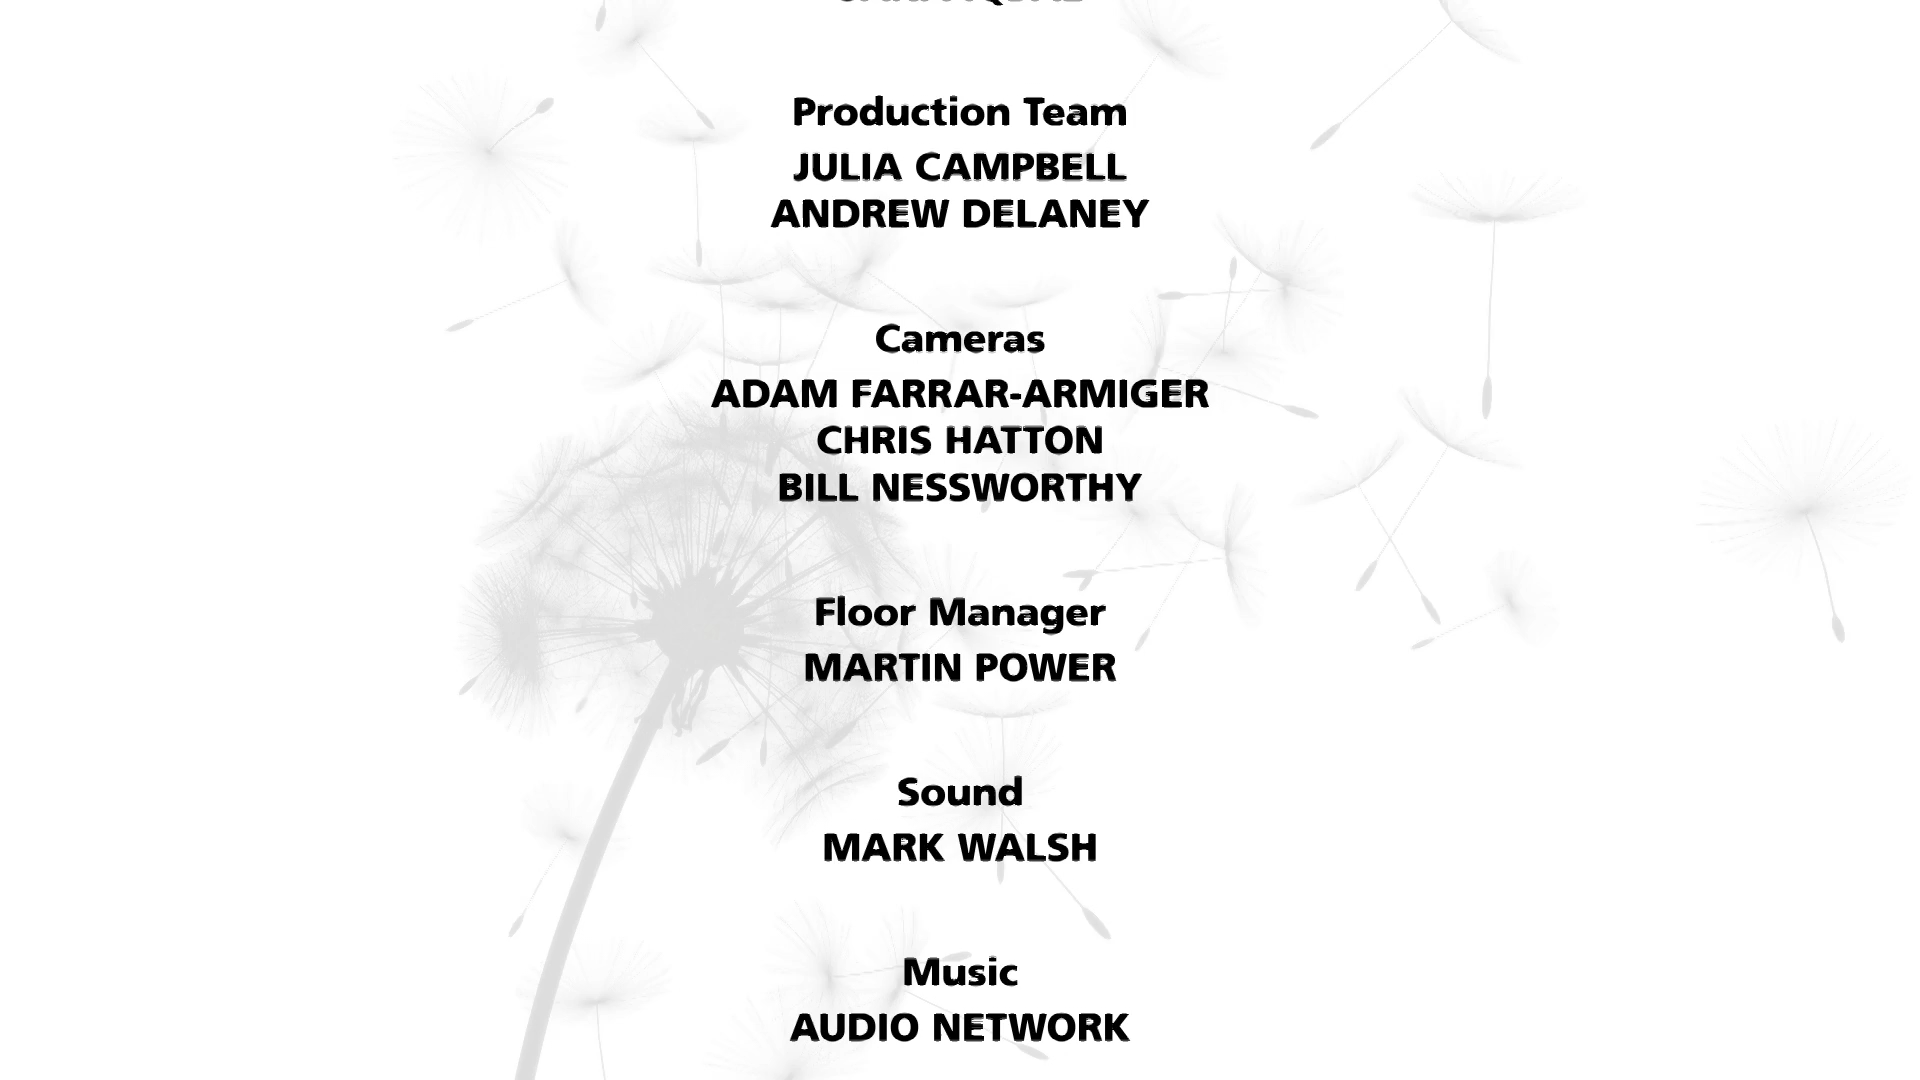 Production Team
JULIA CAMPBELL
ANDREW DELANEY
Cameras
ADAM FARRAR-ARMIGER
CHRIS HATTON
BILL NESSWORTHY
Floor Manager
MARTIN POWER
Sound
MARK WALSH
Music
AUDIO NETWORK